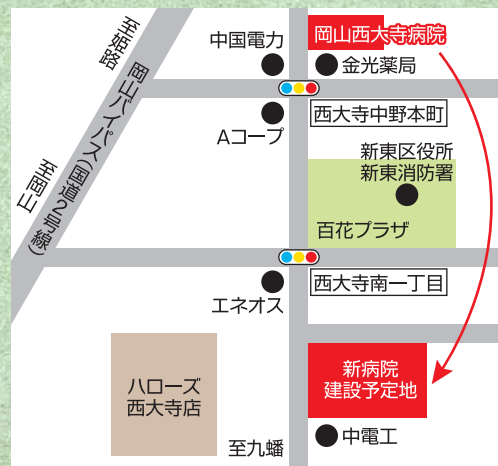 岡山西大寺病院
中国電力
金光薬局
至姫路
岡山バイパス(国道2号線)
至岡山
西大寺中野本町
Aコープ
新東区役所
新東消防署
百花プラザ
西大寺南一丁目
エネオス
新病院
建設予定地
ハローズ
西大寺店
中電工
至九蟠